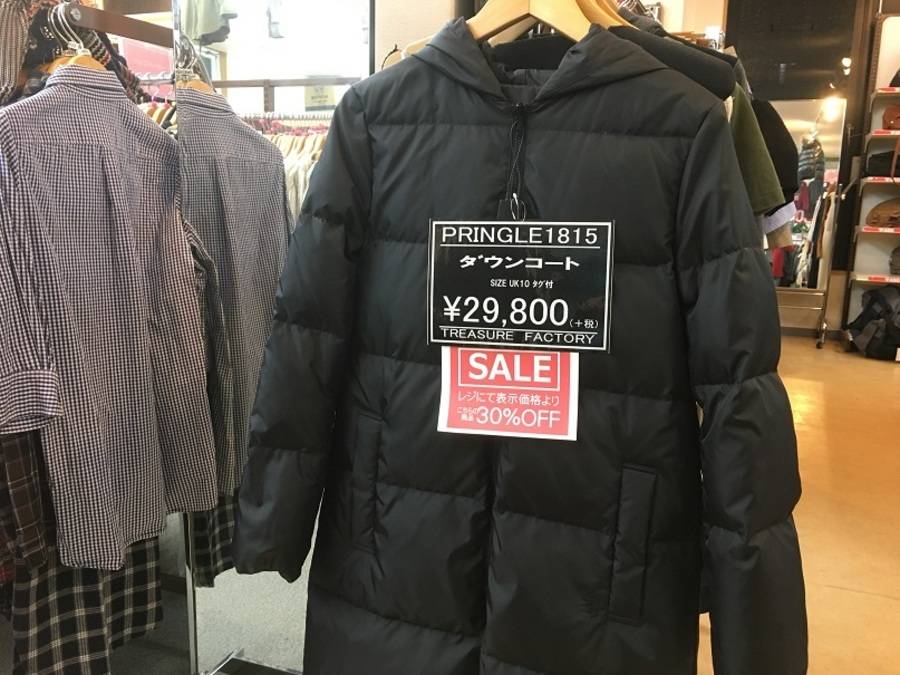 PRINGLE1815
ダウンコート
SIZE UK10 タグ付
¥29,800(+税)
TREASURE FACTORY
SALE
レジにて表示価格より
こちらの商品 30%OFF